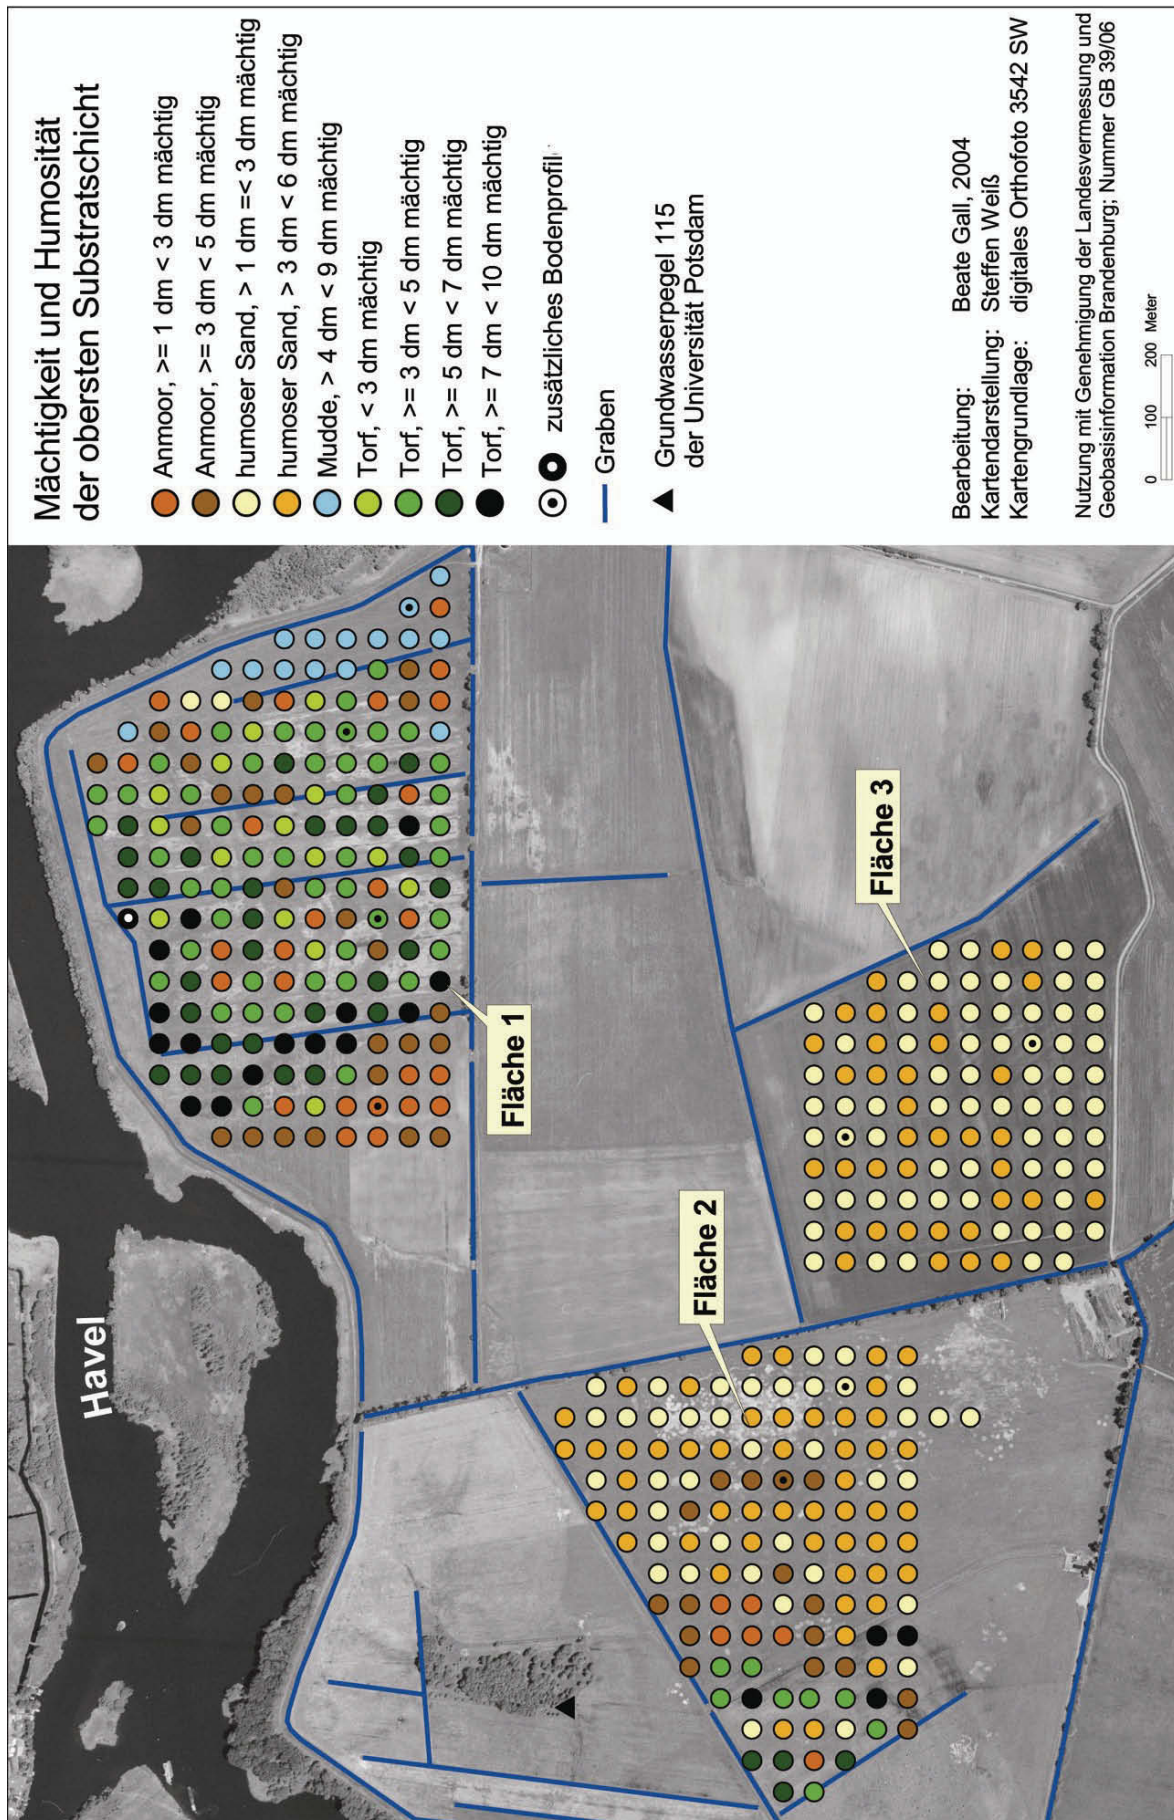 Mächtigkeit und Humosität
der obersten Substratschicht
Anmoor, >= 1 dm < 3 dm mächtig
Anmoor, >= 3 dm < 5 dm mächtig
humoser Sand, > 1 dm =< 3 dm mächtig
humoser Sand, > 3 dm < 6 dm mächtig
Mudde, > 4 dm < 9 dm mächtig
Torf, < 3 dm mächtig
Torf, >= 3 dm < 5 dm mächtig
Torf, >= 5 dm < 7 dm mächtig
Torf, >= 7 dm < 10 dm mächtig
zusätzliches Bodenprofil
Graben
Grundwasserpegel 115
der Universität Potsdam
Bearbeitung: Beate Gall, 2004
Kartendarstellung: Steffen Weiß
Kartengrundlage: digitales Orthofoto 3542 SW
Nutzung mit Genehmigung der Landesvermessung und
Geobasisinformation Brandenburg; Nummer GB 39/06
0 100 200 Meter
Havel
Fläche 1
Fläche 2
Fläche 3